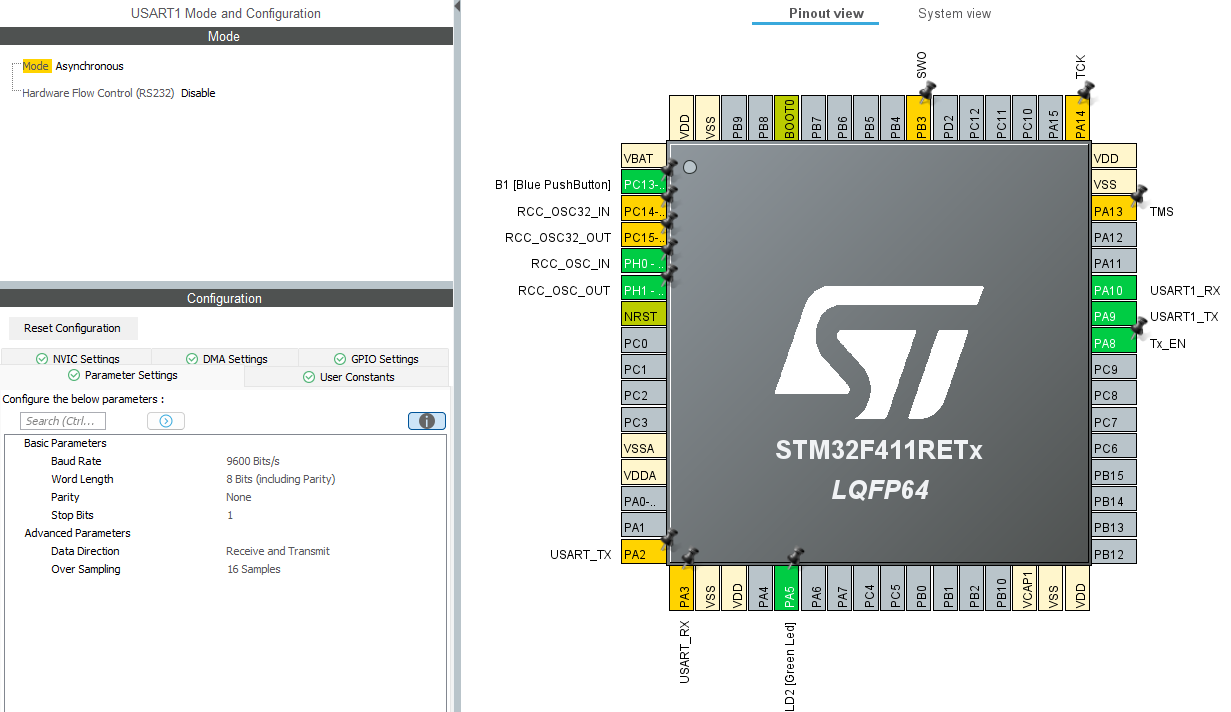 USART1 Mode and Configuration
Mode
Mode Asynchronous
Hardware Flow Control (RS232) Disable
Configuration
Reset Configuration
NVIC Settings DMA Settings GPIO Settings
Parameter Settings User Constants
Configure the below parameters :
Search (Ctrl...
Basic Parameters
Baud Rate 9600 Bits/s
Word Length 8 Bits (including Parity)
Parity None
Stop Bits 1
Advanced Parameters
Data Direction Receive and Transmit
Over Sampling 16 Samples
Pinout view System view
SWO TCK
VDD VSS PB9 PB8 BOOT0 PB7 PB6 PB5 PB4 PB3 PD2 PC12 PC11 PC10 PA15 PA14
VBAT
B1 [Blue PushButton] PC13-..
RCC_OSC32_IN PC14-..
RCC_OSC32_OUT PC15-..
RCC_OSC_IN PH0 - ..
RCC_OSC_OUT PH1 - ..
NRST
PC0
PC1
PC2
PC3
VSSA
VDDA
PA0-..
PA1
USART_TX PA2
STM32F411RETx
LQFP64
VDD
VSS
PA13 TMS
PA12
PA11
PA10 USART1_RX
PA9 USART1_TX
PA8 Tx_EN
PC9
PC8
PC7
PC6
PB15
PB14
PB13
PB12
PA3 VSS VDD PA4 PA5 PA6 PA7 PC4 PC5 PB0 PB1 PB2 PB10 VCAP1 VSS VDD
USART_RX LD2 [Green Led]